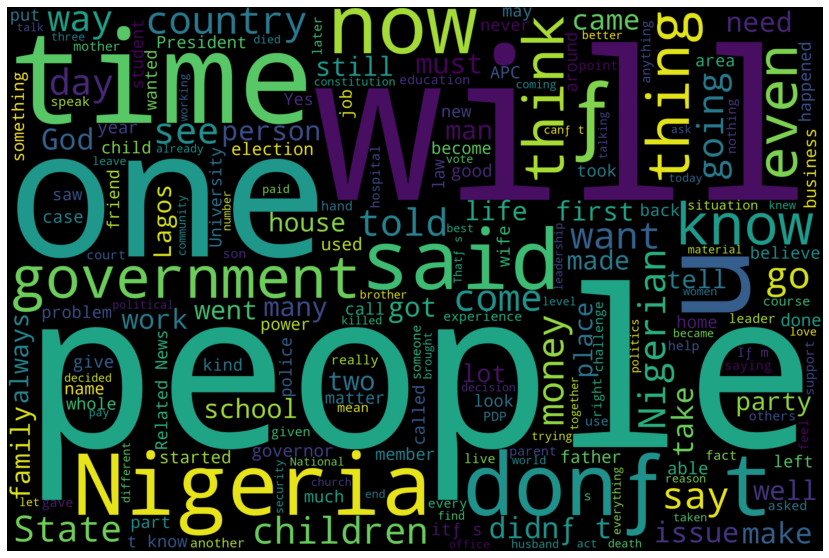 put
talk
way
three
mother
country
President
died
later
now
time
will
may
never
came
need
think
ƒ
thing
even
going
around
better
point
anything
area
happened
APC
education
constitution
coming
still
must
day
student
wanted
speak
working
Yes
job
new
man
become
something
God
year
see
person
election
child
already
leave
law
good
vote
canƒ t
talking
took
ask
nothing
today
business
one
friend
saw
case
Lagos
University
community
number
paid
house
hand
used
court
son
hospital
told
life
first
back
situation
knew
know
best
wife
want
made
material
believe
Thatƒ s
leadership
tell
women
course
government
said
u
go
problem
political
went
many
call
got
come
brother
level
killed
experience
place
Nigerian
home
leader
became
done
always
work
power
people
give
kind
police
really
someone
brought
lot
money
right
challenge
politics
help
Iƒ m
saying
love
decided
name
whole
pay
Related News
school
two
matter
mean
called
look
PDP
decision
trying
use
together
take
party
others
support
feel
family
different
given
started
governor
National
member
live
world
parent
father
able
reason
fact
left
let
gave
Nigeria
security
church
much
end
every
donƒ t
everything
s
say
taken
well
asked
State
part
another
t know
children
itƒ s
office
husband
didnƒ t
act
death
issue
make